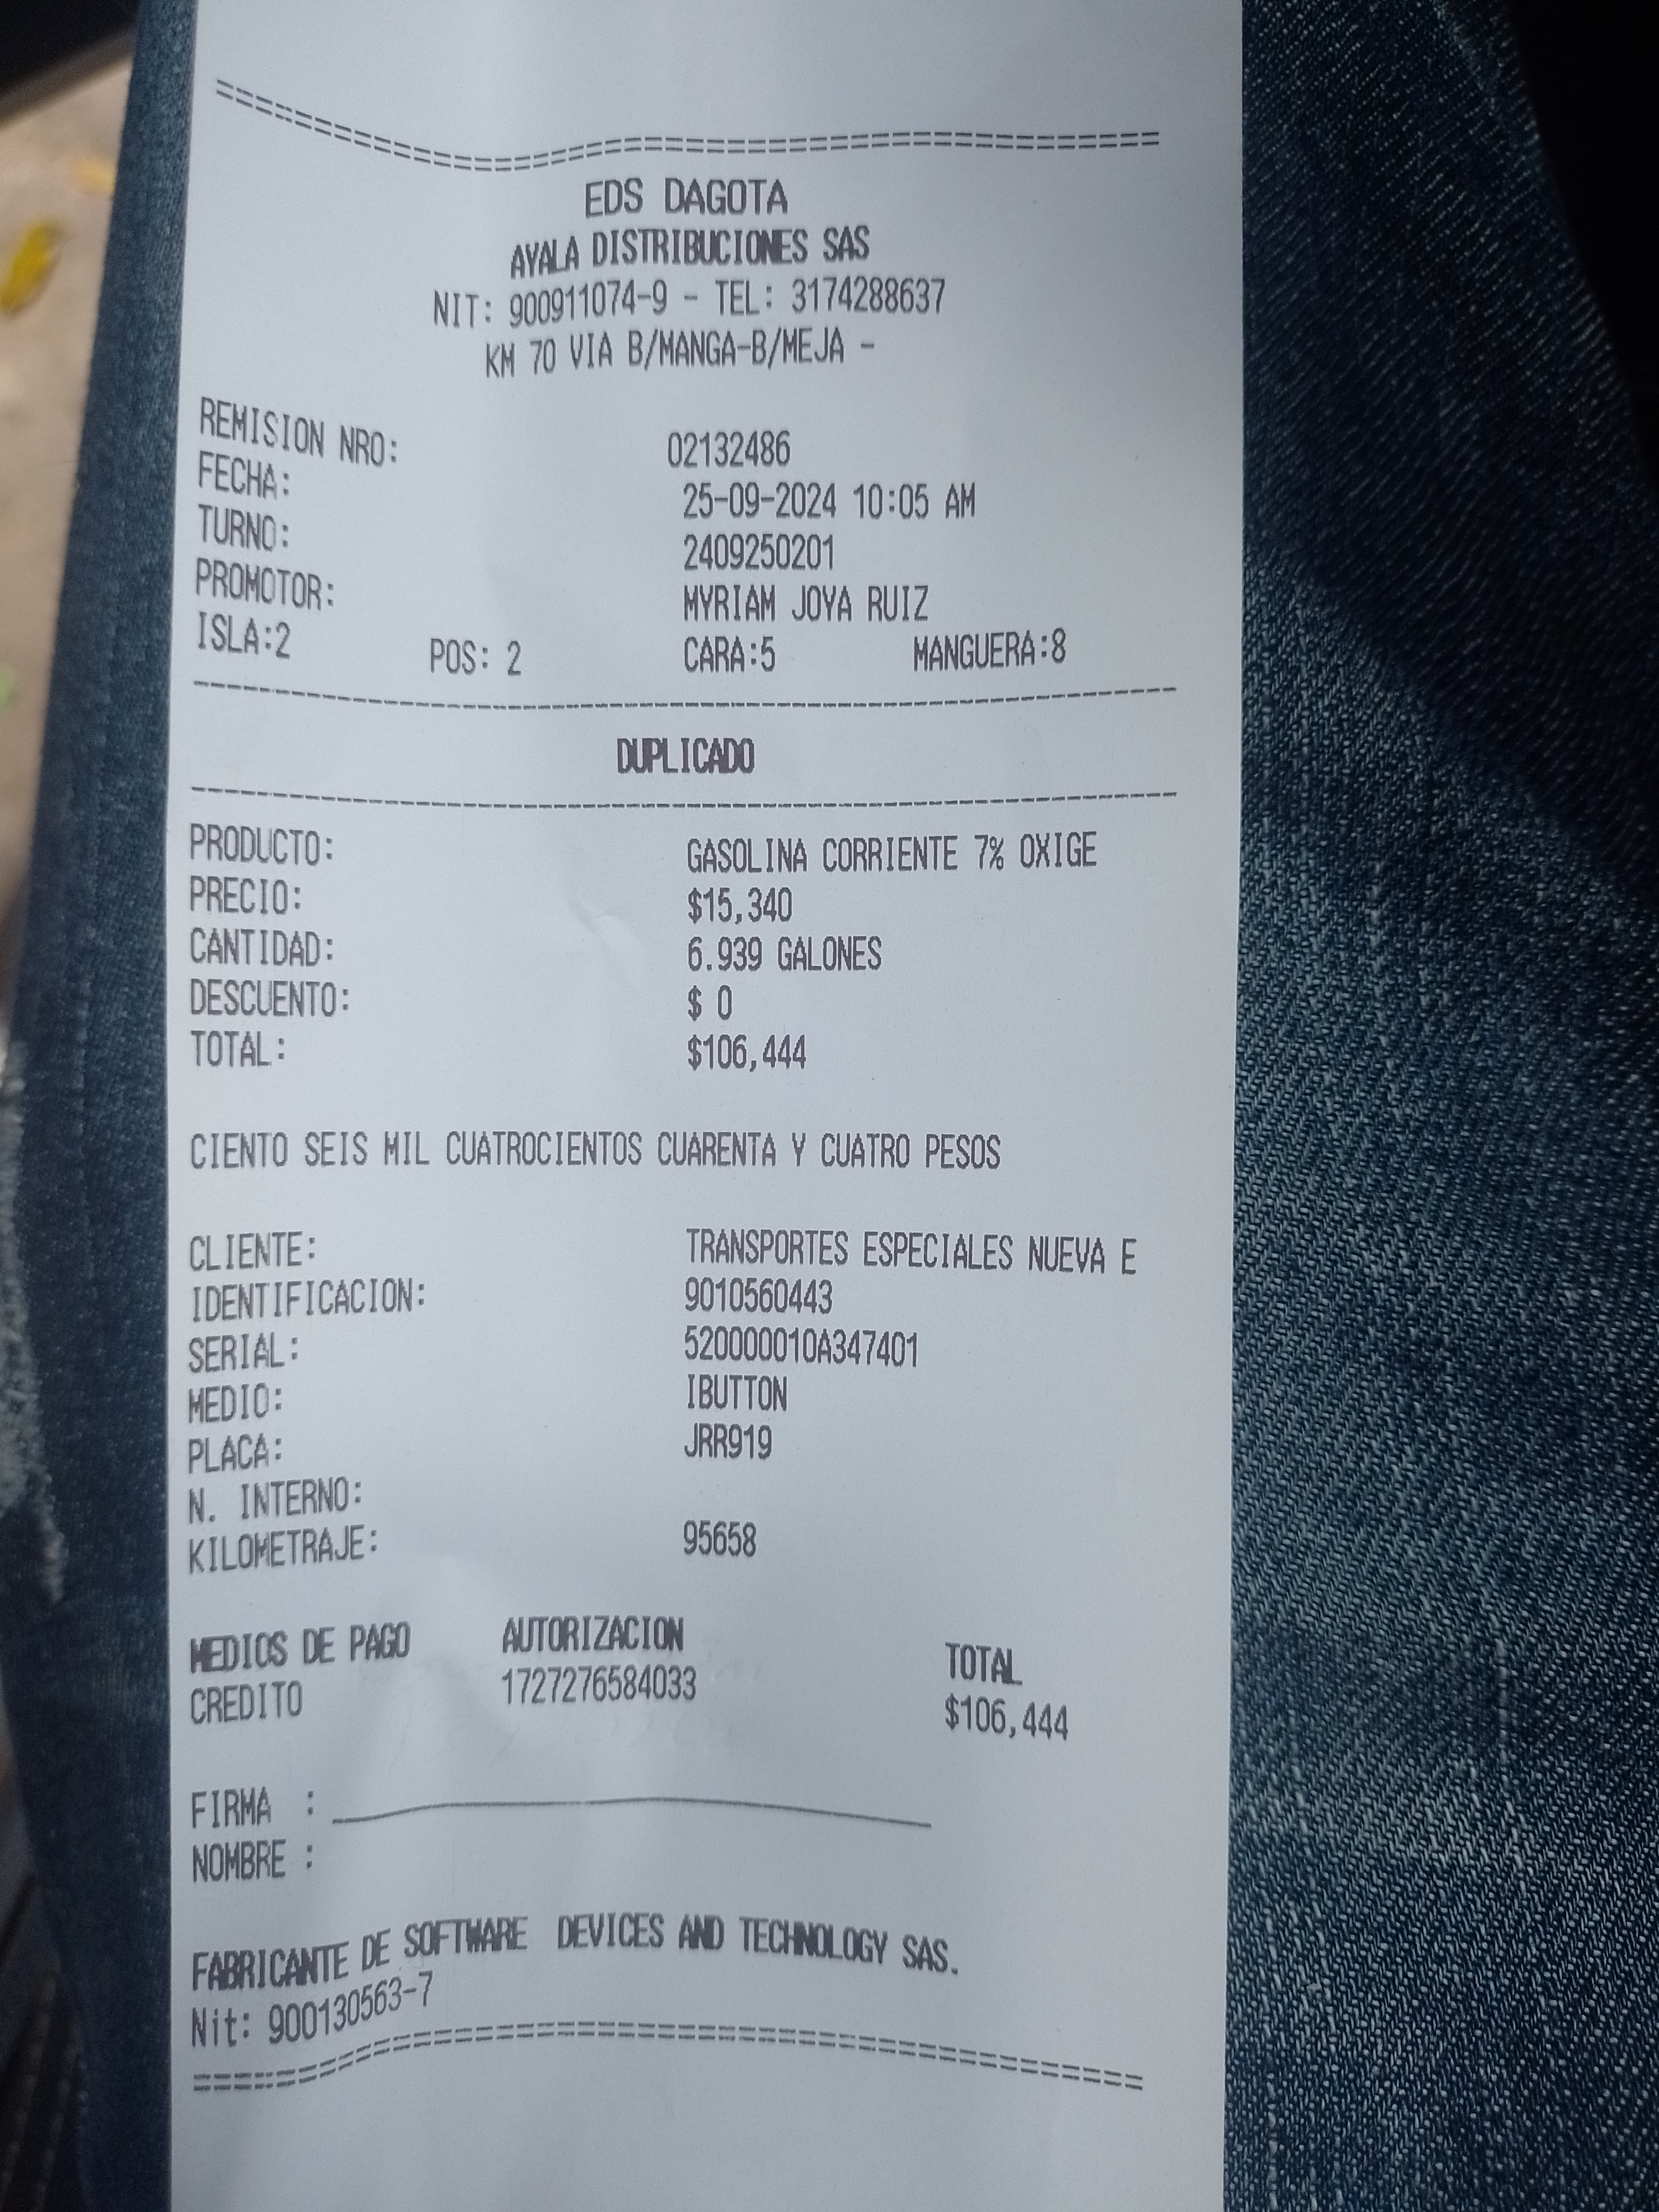 EDS DAGOTA
AYALA DISTRIBUCIONES SAS
NIT: 900911074-9 - TEL: 3174288637
KM 70 VIA B/MANGA-B/MEJA -
REMISION NRO: 02132486
FECHA: 25-09-2024 10:05 AM
TURNO: 2409250201
PROMOTOR: MYRIAM JOYA RUIZ
ISLA:2 POS: 2 CARA:5 MANGUERA:8
DUPLICADO
PRODUCTO: GASOLINA CORRIENTE 7% OXIGE
PRECIO: $15,340
CANTIDAD: 6.939 GALONES
DESCUENTO: $ 0
TOTAL: $106,444
CIENTO SEIS MIL CUATROCIENTOS CUARENTA Y CUATRO PESOS
CLIENTE: TRANSPORTES ESPECIALES NUEVA E
IDENTIFICACION: 9010560443
SERIAL: 520000010A347401
MEDIO: IBUTTON
PLACA: JRR919
N. INTERNO:
KILOMETRAJE: 95658
MEDIOS DE PAGO AUTORIZACION TOTAL
CREDITO 1727276584033 $106,444
FIRMA :
NOMBRE :
FABRICANTE DE SOFTWARE DEVICES AND TECHNOLOGY SAS.
Nit: 900130563-7